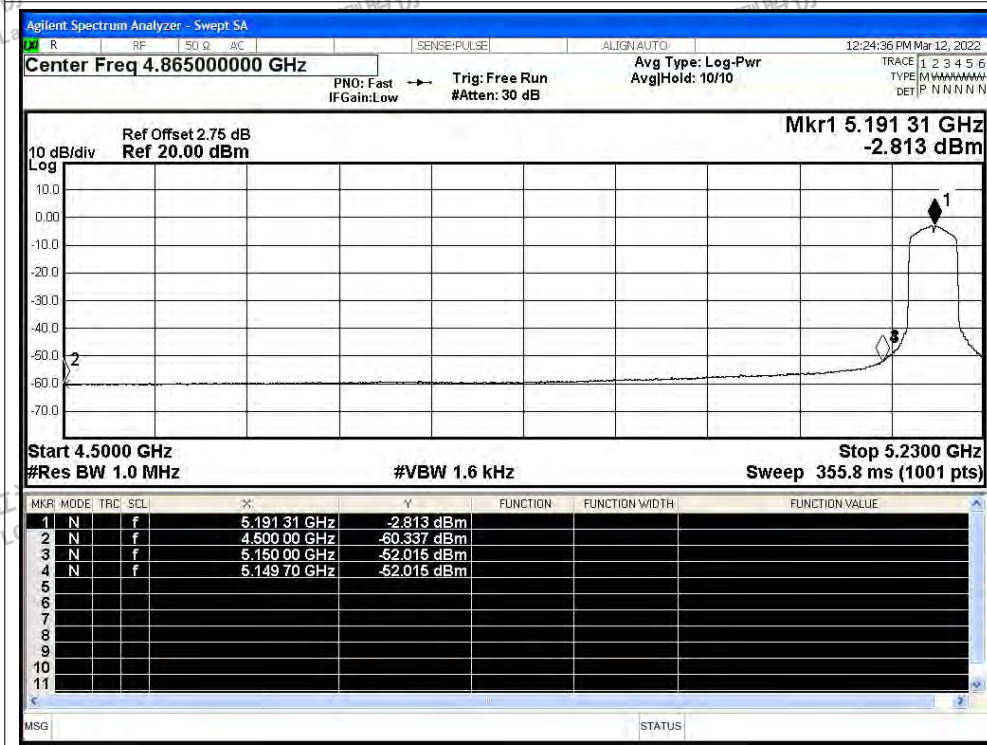 Agilent Spectrum Analyzer - Swept SA
R RF 50 Ω AC SENSE:PULSE ALIGN AUTO 12:24:36 PM Mar 12, 2022
Center Freq 4.865000000 GHz
PNO: Fast
IFGain:Low
Trig: Free Run
#Atten: 30 dB
Avg Type: Log-Pwr
Avg|Hold: 10/10
TRACE 1 2 3 4 5 6
TYPE M
DET P N N N N N
Mkr1 5.191 31 GHz
-2.813 dBm
Ref Offset 2.75 dB
10 dB/div Ref 20.00 dBm
Log
10.0
0.00
-10.0
-20.0
-30.0
-40.0
-50.0
-60.0
-70.0
1
2
Start 4.5000 GHz Stop 5.2300 GHz
#Res BW 1.0 MHz #VBW 1.6 kHz Sweep 355.8 ms (1001 pts)
MKR MODE TRC SCL X Y FUNCTION FUNCTION WIDTH FUNCTION VALUE
1 N f 5.191 31 GHz -2.813 dBm
2 N f 4.500 00 GHz -60.337 dBm
3 N f 5.150 00 GHz -52.015 dBm
4 N f 5.149 70 GHz -52.015 dBm
5
6
7
8
9
10
11
MSG STATUS